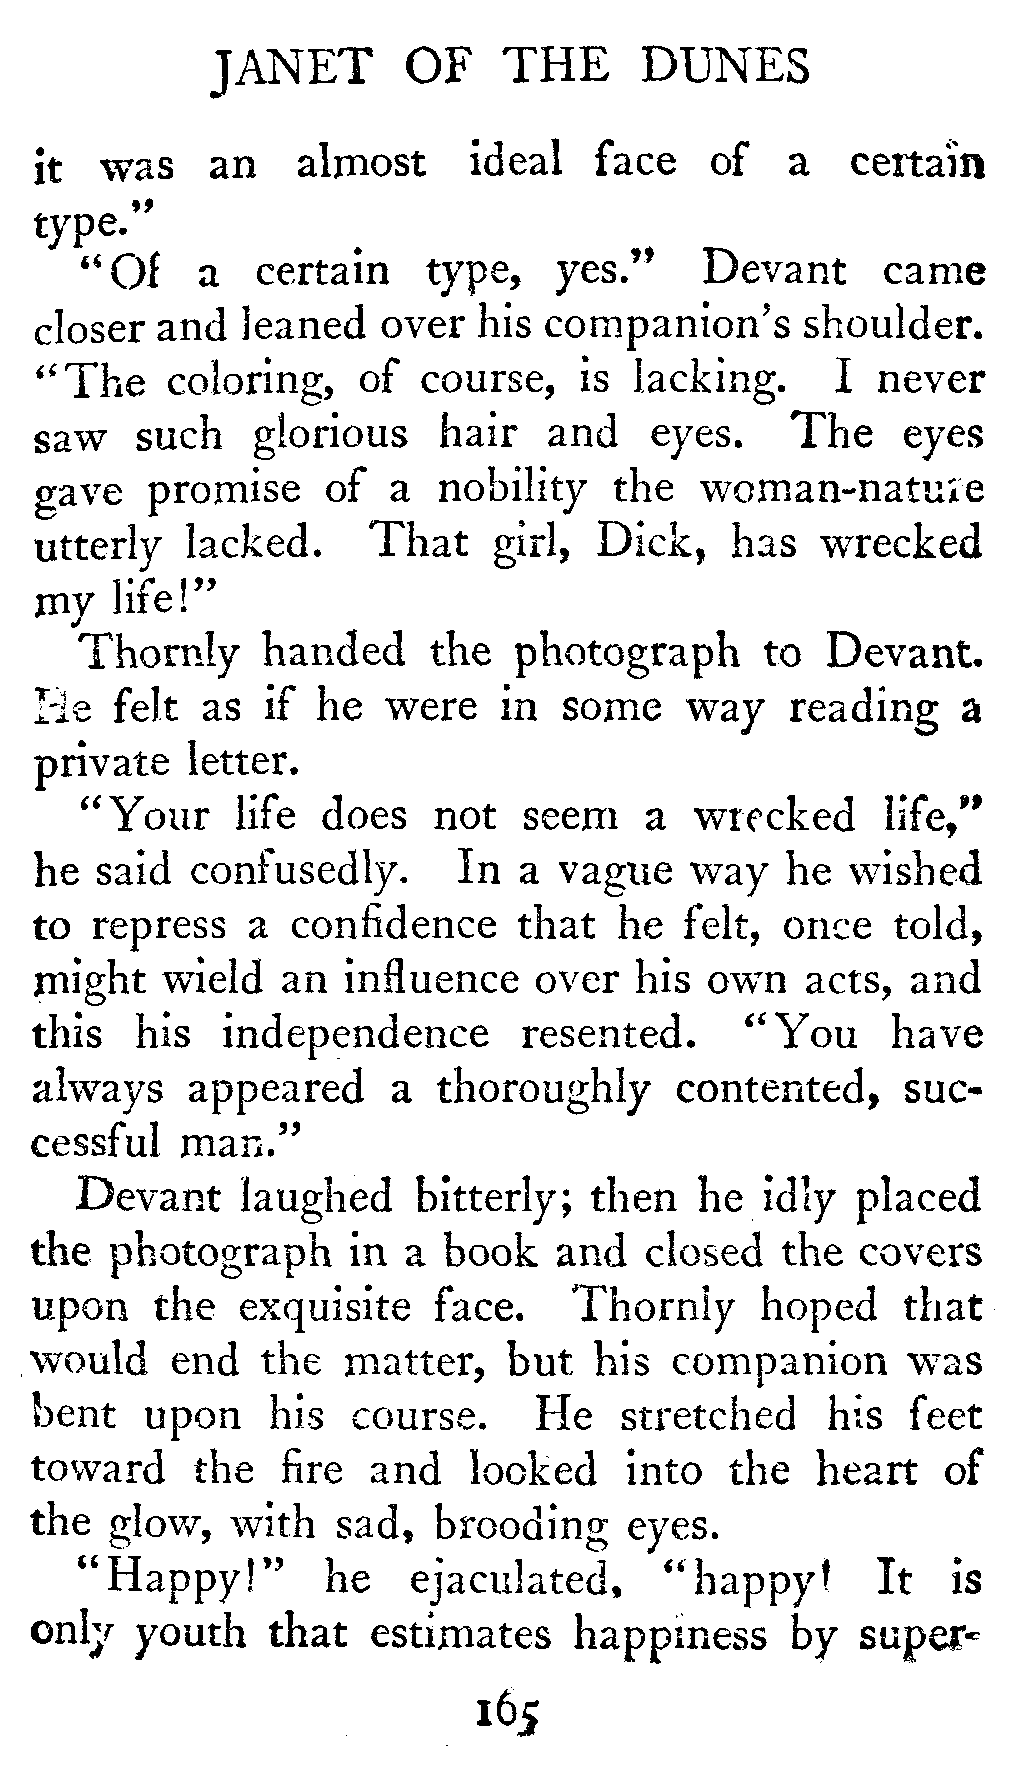 JANET OF THE DUNES
it was an almost ideal face of a certain
type."
"Of a certain type, yes." Devant came
closer and leaned over his companion's shoulder.
"The coloring, of course, is lacking. I never
saw such glorious hair and eyes. The eyes
gave promise of a nobility the woman-nature
utterly lacked. That girl, Dick, has wrecked
my life!"
Thornly handed the photograph to Devant.
He felt as if he were in some way reading a
private letter.
"Your life does not seem a wrecked life,"
he said confusedly. In a vague way he wished
to repress a confidence that he felt, once told,
might wield an influence over his own acts, and
this his independence resented. "You have
always appeared a thoroughly contented, suc-
cessful man."
Devant laughed bitterly; then he idly placed
the photograph in a book and closed the covers
upon the exquisite face. Thornly hoped that
would end the matter, but his companion was
bent upon his course. He stretched his feet
toward the fire and looked into the heart of
the glow, with sad, brooding eyes.
"Happy!" he ejaculated, "happy! It is
only youth that estimates happiness by super-
165